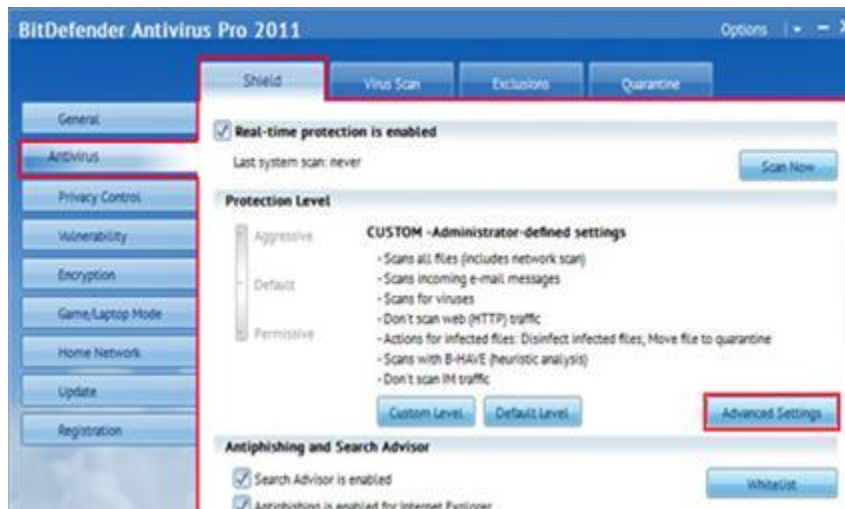 BitDefender Antivirus Pro 2011
Options
Shield
Virus Scan
Exclusions
Quarantine
General
Antivirus
Privacy Control
Vulnerability
Encryption
Game/Laptop Mode
Home Network
Update
Registration
Real-time protection is enabled
Last system scan: never
Scan Now
Protection Level
Aggressive
Default
Permissive
CUSTOM -Administrator-defined settings
- Scans all files (includes network scan)
- Scans incoming e-mail messages
- Scans for viruses
- Don't scan web (HTTP) traffic
- Actions for infected files: Disinfect infected files, Move file to quarantine
- Scans with B-HAVE (heuristic analysis)
- Don't scan IM traffic
Custom Level
Default Level
Advanced Settings
Antiphishing and Search Advisor
Search Advisor is enabled
Whitelist
Antiphishing is enabled for Internet Explorer